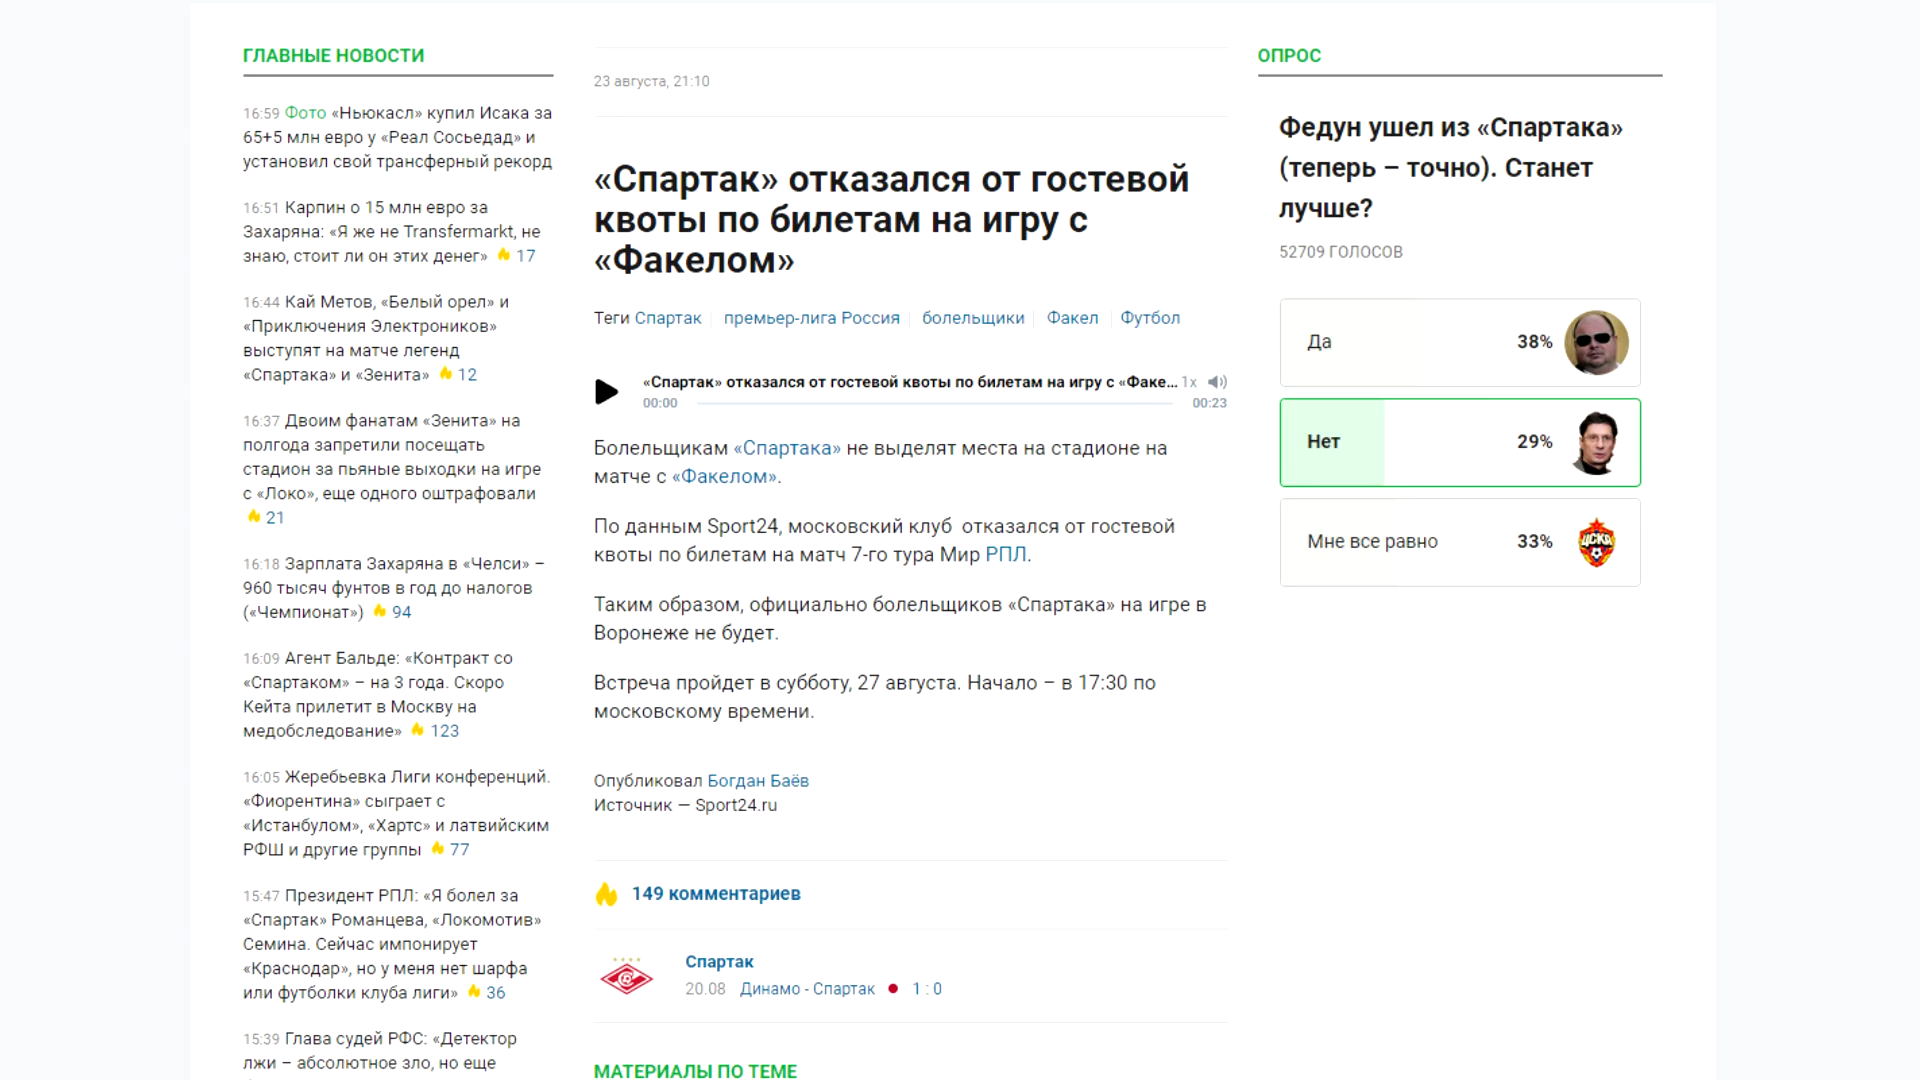 ГЛАВНЫЕ НОВОСТИ
16:59 Фото «Ньюкасл» купил Исака за
65+5 млн евро у «Реал Сосьедад» и
установил свой трансферный рекорд
16:51 Карпин о 15 млн евро за
Захаряна: «Я же не Transfermarkt, не
знаю, стоит ли он этих денег» 17
16:44 Кай Метов, «Белый орел» и
«Приключения Электроников»
выступят на матче легенд
«Спартака» и «Зенита» 12
16:37 Двоим фанатам «Зенита» на
полгода запретили посещать
стадион за пьяные выходки на игре
с «Локо», еще одного оштрафовали
21
16:18 Зарплата Захаряна в «Челси» –
960 тысяч фунтов в год до налогов
(«Чемпионат») 94
16:09 Агент Бальде: «Контракт со
«Спартаком» – на 3 года. Скоро
Кейта прилетит в Москву на
медобследование» 123
16:05 Жеребьевка Лиги конференций.
«Фиорентина» сыграет с
«Истанбулом», «Хартс» и латвийским
РФШ и другие группы 77
15:47 Президент РПЛ: «Я болел за
«Спартак» Романцева, «Локомотив»
Семина. Сейчас импонирует
«Краснодар», но у меня нет шарфа
или футболки клуба лиги» 36
15:39 Глава судей РФС: «Детектор
лжи – абсолютное зло, но еще
23 августа, 21:10
«Спартак» отказался от гостевой
квоты по билетам на игру с
«Факелом»
Теги Спартак премьер-лига Россия болельщики Факел Футбол
«Спартак» отказался от гостевой квоты по билетам на игру с «Факе... 1x
00:00 00:23
Болельщикам «Спартака» не выделят места на стадионе на
матче с «Факелом».
По данным Sport24, московский клуб отказался от гостевой
квоты по билетам на матч 7-го тура Мир РПЛ.
Таким образом, официально болельщиков «Спартака» на игре в
Воронеже не будет.
Встреча пройдет в субботу, 27 августа. Начало – в 17:30 по
московскому времени.
Опубликовал Богдан Баёв
Источник — Sport24.ru
149 комментариев
Спартак
20.08 Динамо - Спартак 1 : 0
МАТЕРИАЛЫ ПО ТЕМЕ
ОПРОС
Федун ушел из «Спартака»
(теперь – точно). Станет
лучше?
52709 ГОЛОСОВ
Да 38%
Нет 29%
Мне все равно 33%
ЦСКА